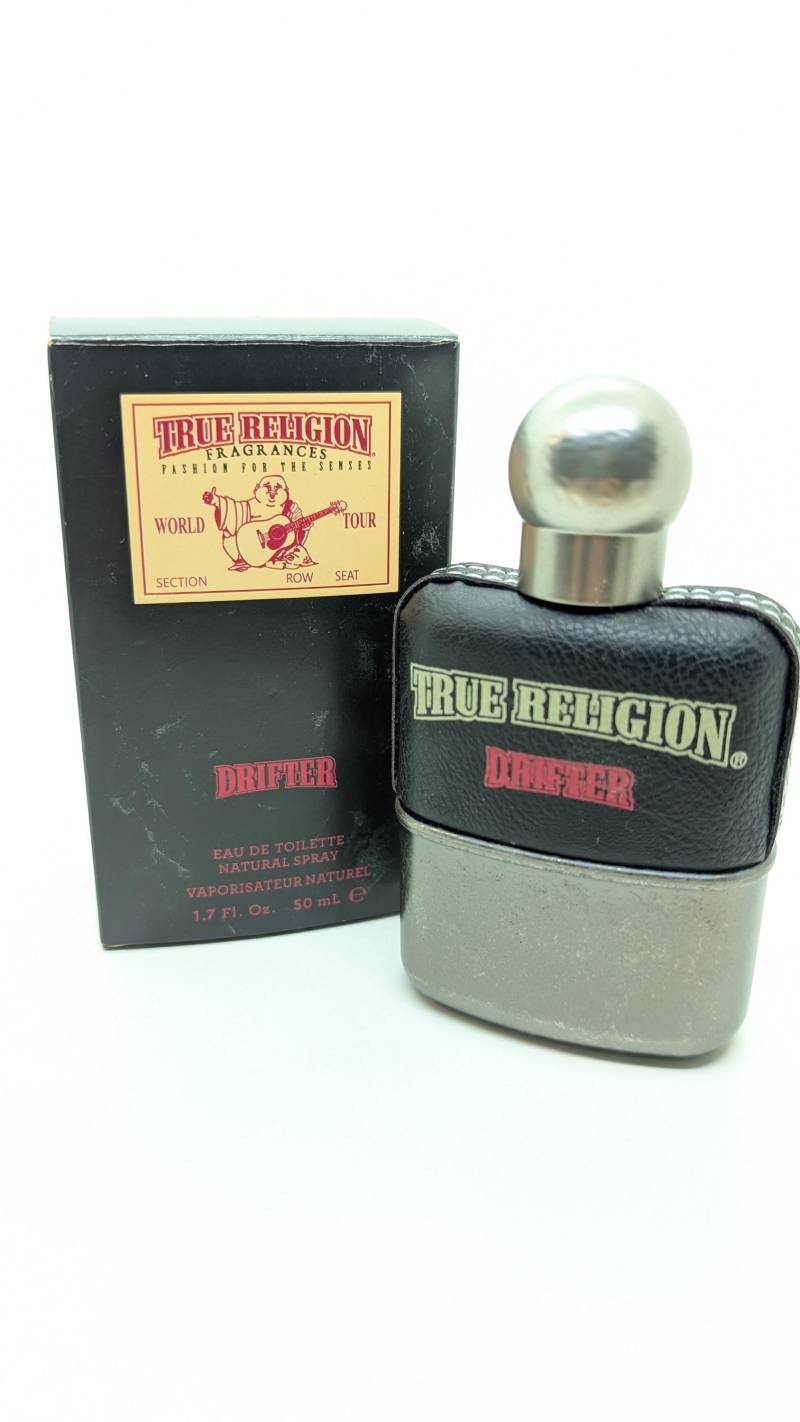 TRUE RELIGION®
FRAGRANCES
FASHION FOR THE SENSES
WORLD TOUR
SECTION ROW SEAT
DRIFTER
EAU DE TOILETTE
NATURAL SPRAY
VAPORISATEUR NATUREL
1.7 Fl. Oz. 50 mL ℮
TRUE RELIGION®
DRIFTER